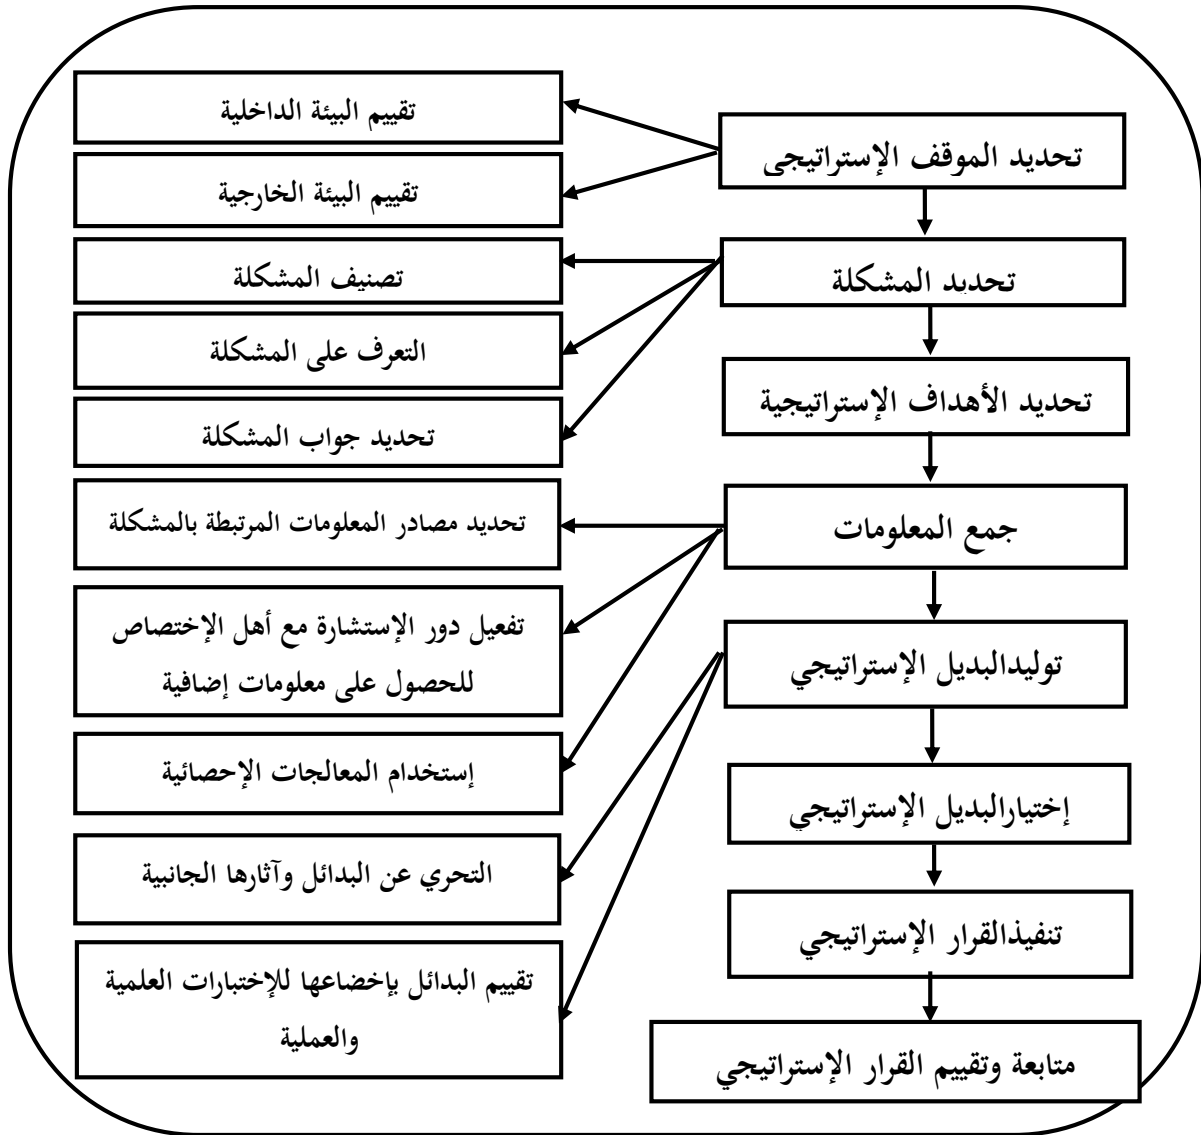 تحديد الموقف الإستراتيجي
تقييم البيئة الداخلية
تقييم البيئة الخارجية
تحديد المشكلة
تصنيف المشكلة
التعرف على المشكلة
تحديد جواب المشكلة
تحديد الأهداف الإستراتيجية
جمع المعلومات
تحديد مصادر المعلومات المرتبطة بالمشكلة
تفعيل دور الإستشارة مع أهل الإختصاص
للحصول على معلومات إضافية
إستخدام المعالجات الإحصائية
توليدالبديل الإستراتيجي
التحري عن البدائل وآثارها الجانبية
تقييم البدائل بإخضاعها للإختبارات العلمية
والعملية
إختيارالبديل الإستراتيجي
تنفيذالقرار الإستراتيجي
متابعة وتقييم القرار الإستراتيجي